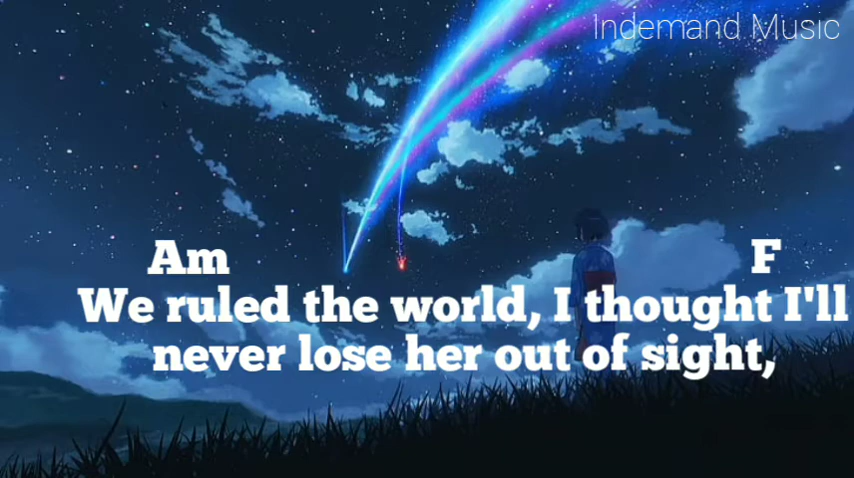 Indemand Music
Am F
We ruled the world, I thought I'll
never lose her out of sight,